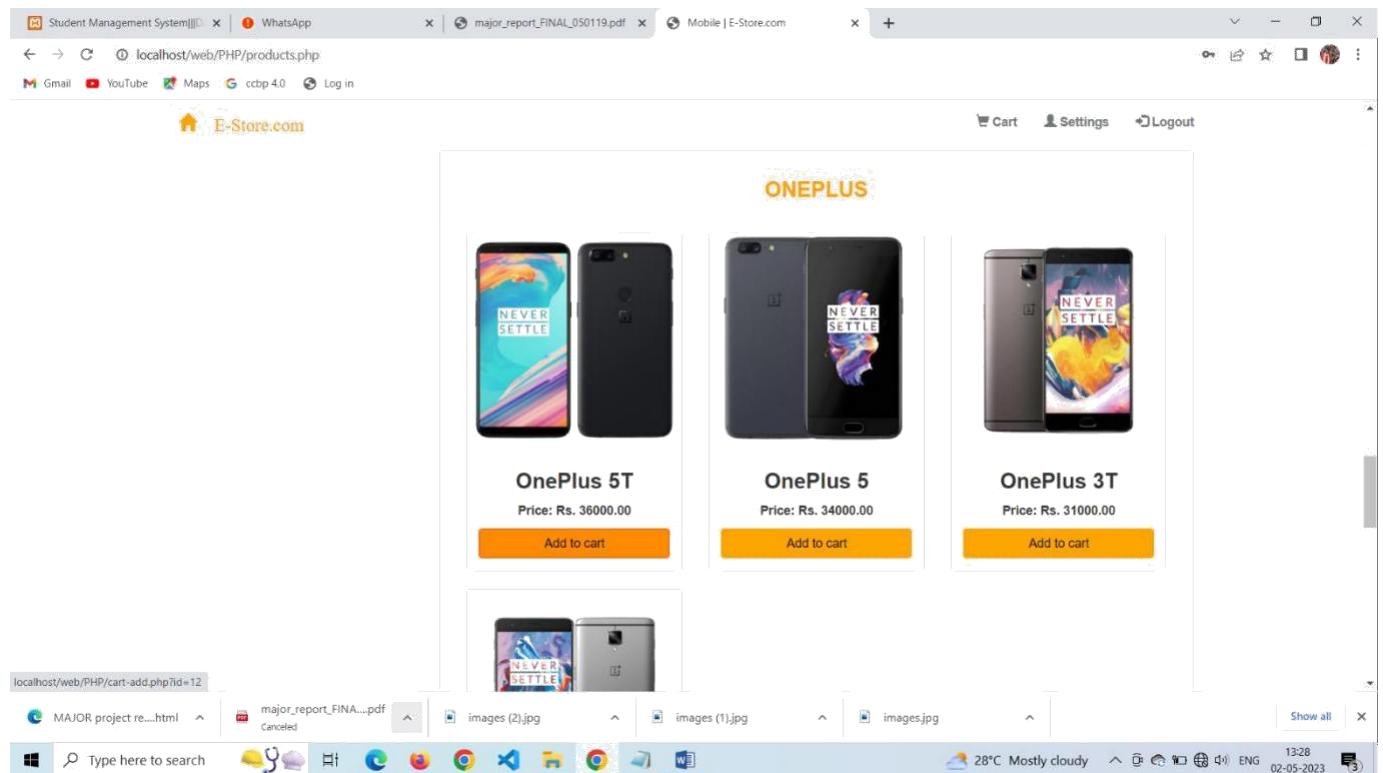 Student Management System|||D
WhatsApp
major_report_FINAL_050119.pdf
Mobile | E-Store.com
localhost/web/PHP/products.php
Gmail
YouTube
Maps
ccbp 4.0
Log in
E-Store.com
Cart
Settings
Logout
ONEPLUS
NEVER
SETTLE
NEVER
SETTLE
NEVER
SETTLE
OnePlus 5T
OnePlus 5
OnePlus 3T
Price: Rs. 36000.00
Price: Rs. 34000.00
Price: Rs. 31000.00
Add to cart
Add to cart
Add to cart
NEVER
SETTLE
localhost/web/PHP/cart-add.php?id=12
MAJOR project re....html
major_report_FINA....pdf
Canceled
images (2).jpg
images (1).jpg
images.jpg
Show all
Type here to search
28°C Mostly cloudy
ENG
13:28
02-05-2023
3